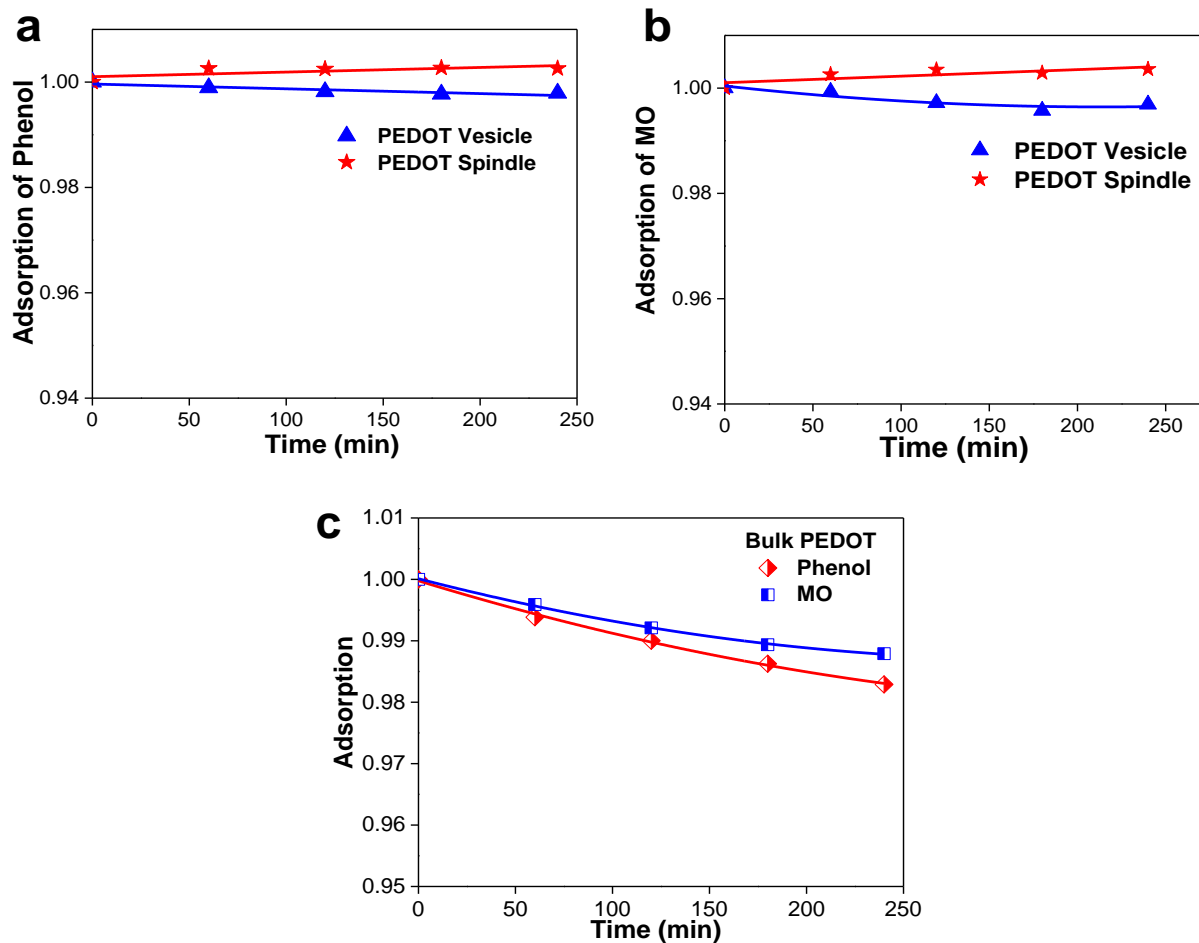 a
Adsorption of Phenol
1.00
0.98
0.96
0.94
PEDOT Vesicle
PEDOT Spindle
0 50 100 150 200 250
Time (min)
b
Adsorption of MO
1.00
0.98
0.96
0.94
PEDOT Vesicle
PEDOT Spindle
0 50 100 150 200 250
Time (min)
c
Adsorption
1.01
1.00
0.99
0.98
0.97
0.96
0.95
Bulk PEDOT
Phenol
MO
0 50 100 150 200 250
Time (min)